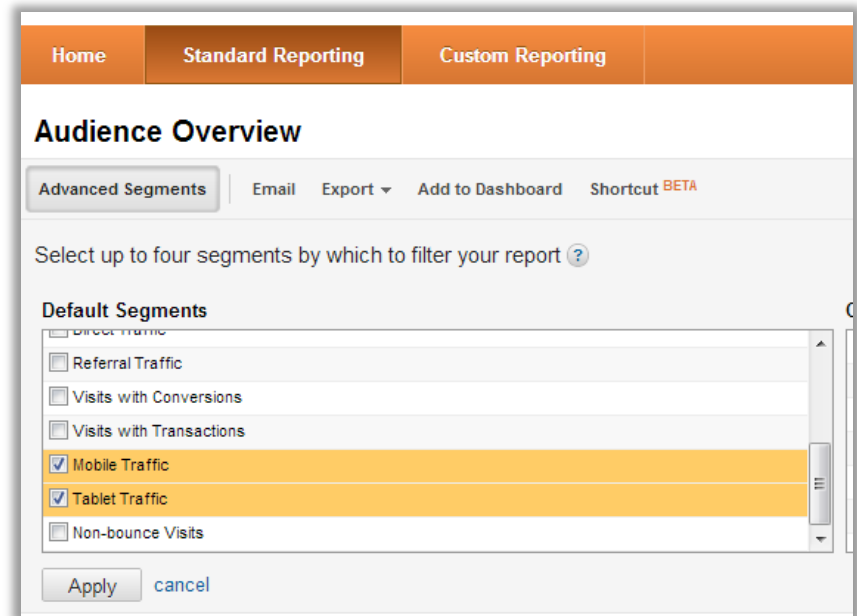 Home Standard Reporting Custom Reporting
Audience Overview
Advanced Segments Email Export Add to Dashboard Shortcut BETA
Select up to four segments by which to filter your report ?
Default Segments
Direct Traffic
Referral Traffic
Visits with Conversions
Visits with Transactions
Mobile Traffic
Tablet Traffic
Non-bounce Visits
Apply cancel